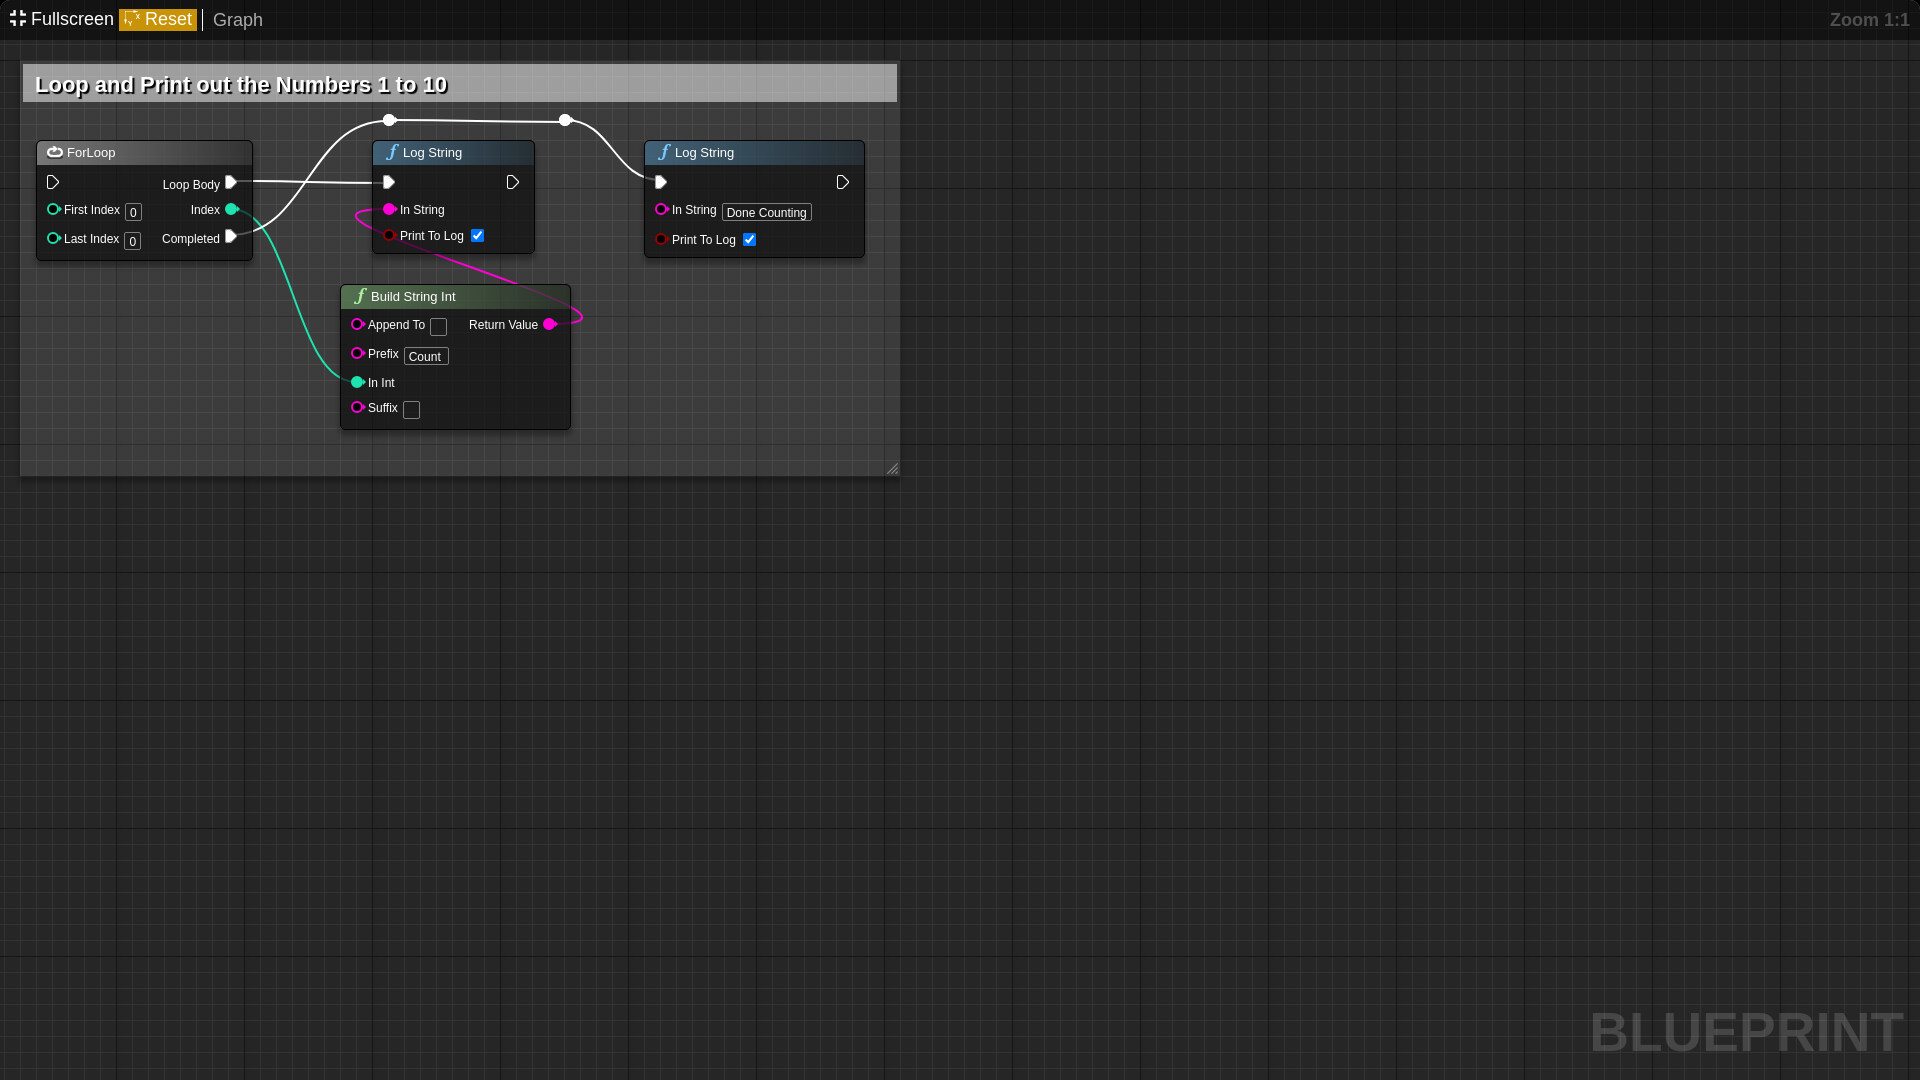 Fullscreen Reset Graph Zoom 1:1
Loop and Print out the Numbers 1 to 10
ForLoop
Loop Body
First Index 0 Index
Last Index 0 Completed
Log String
In String
Print To Log
Log String
In String Done Counting
Print To Log
Build String Int
Append To Return Value
Prefix Count
In Int
Suffix
BLUEPRINT